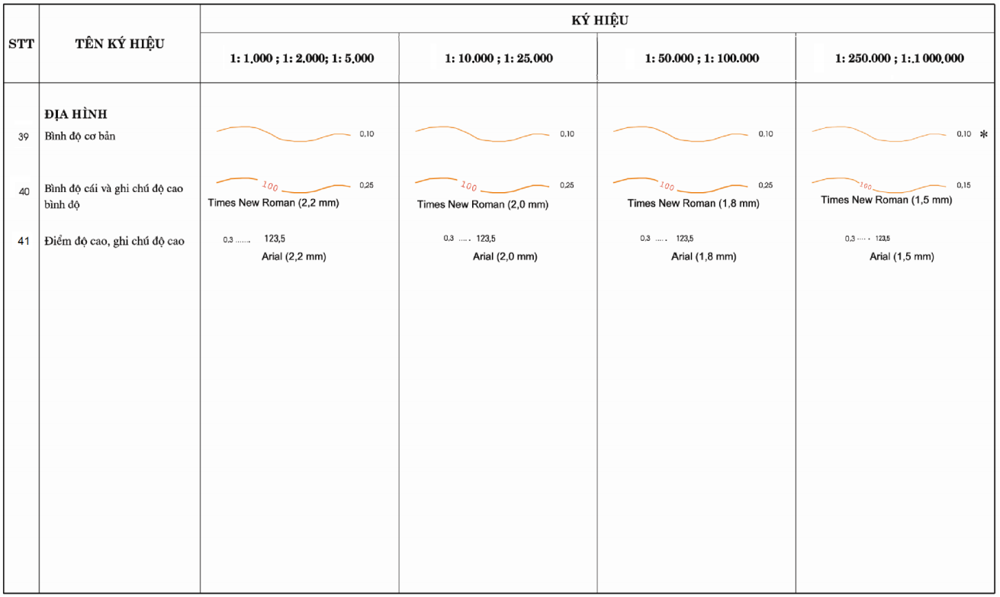 STT
TÊN KÝ HIỆU
KÝ HIỆU
1: 1.000 ; 1: 2.000; 1: 5.000
1: 10.000 ; 1: 25.000
1: 50.000 ; 1: 100.000
1: 250.000 ; 1:.1 000.000
ĐỊA HÌNH
39 Bình độ cơ bản 0,10 0,10 0,10 0,10 *
40 Bình độ cái và ghi chú độ cao
bình độ
100 0,25 100 0,25 100 0,25 100 0,15
Times New Roman (2,2 mm) Times New Roman (2,0 mm) Times New Roman (1,8 mm) Times New Roman (1,5 mm)
41 Điểm độ cao, ghi chú độ cao 0,3 ....... 123,5 0,3 ..... . 123,5 0,3 ..... . 123,5 0,3 ..... . 123,5
Arial (2,2 mm) Arial (2,0 mm) Arial (1,8 mm) Arial (1,5 mm)